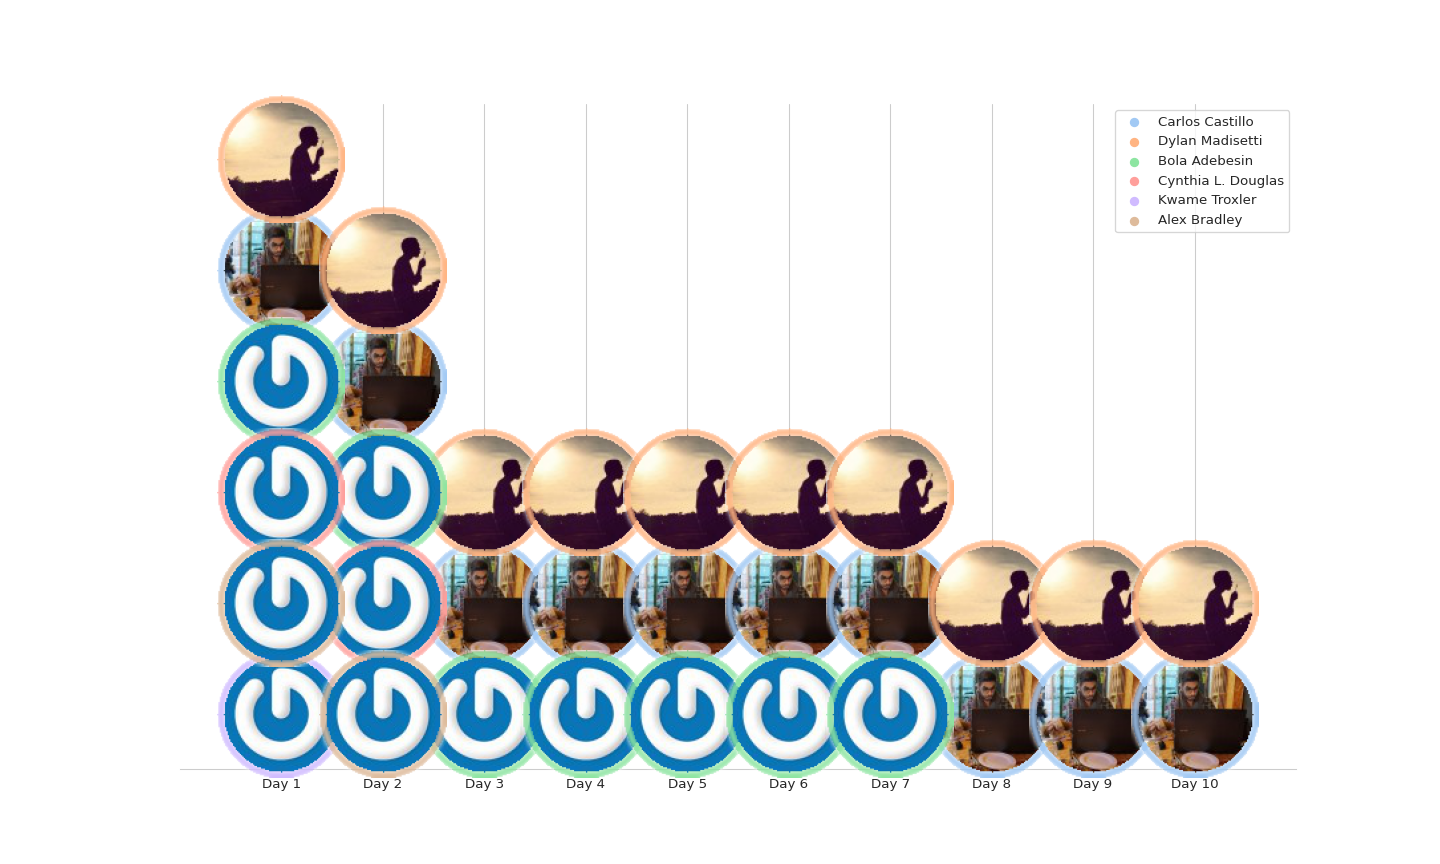 Carlos Castillo
Dylan Madisetti
Bola Adebesin
Cynthia L. Douglas
Kwame Troxler
Alex Bradley
Day 1 Day 2 Day 3 Day 4 Day 5 Day 6 Day 7 Day 8 Day 9 Day 10